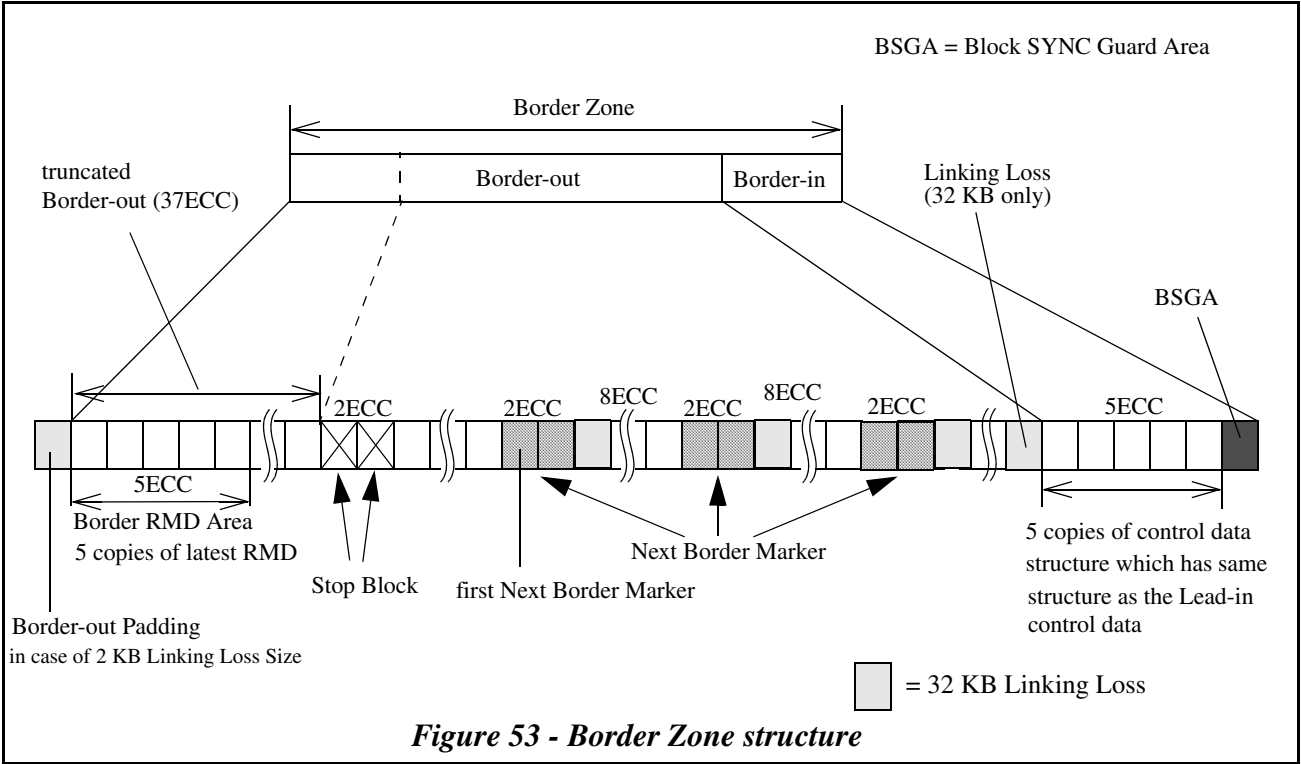 BSGA = Block SYNC Guard Area
Border Zone
truncated
Border-out (37ECC)
Border-out
Border-in
Linking Loss
(32 KB only)
BSGA
2ECC
2ECC
8ECC
2ECC
8ECC
2ECC
5ECC
5ECC
Border RMD Area
5 copies of latest RMD
Stop Block
first Next Border Marker
Next Border Marker
5 copies of control data
structure which has same
structure as the Lead-in
control data
Border-out Padding
in case of 2 KB Linking Loss Size
= 32 KB Linking Loss
Figure 53 - Border Zone structure